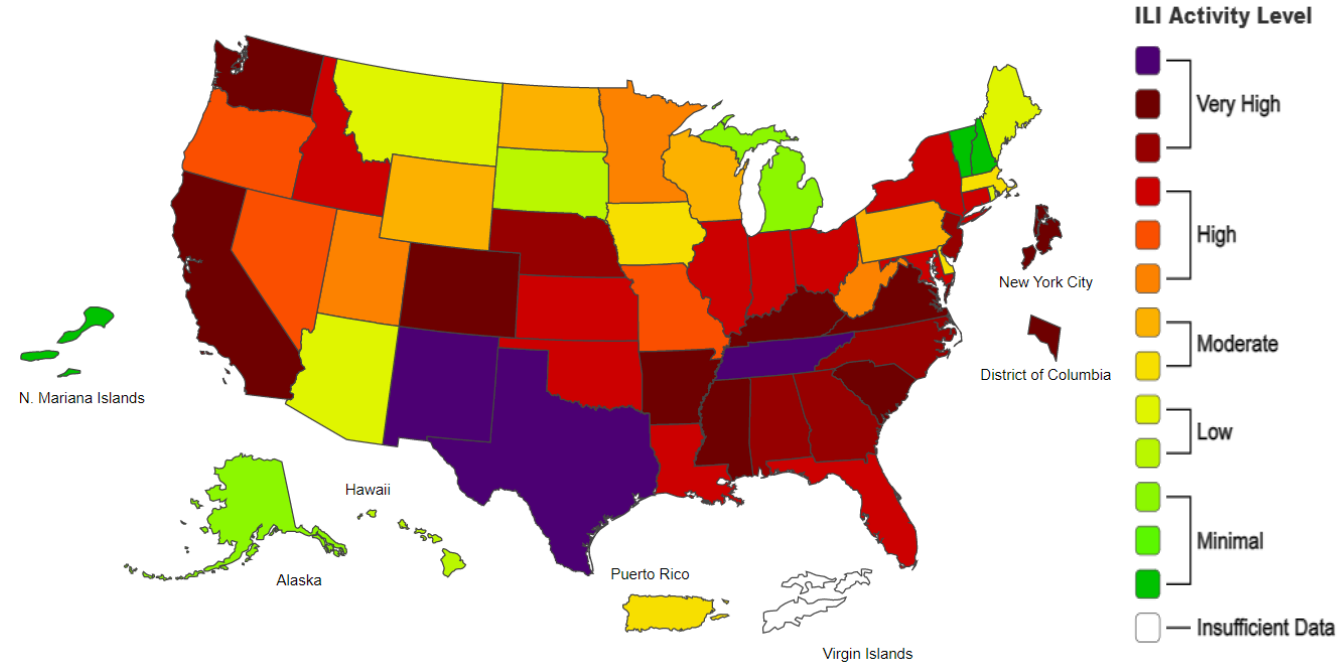 ILI Activity Level
Very High
High
Moderate
Low
Minimal
Insufficient Data
New York City
District of Columbia
N. Mariana Islands
Hawaii
Alaska
Puerto Rico
Virgin Islands